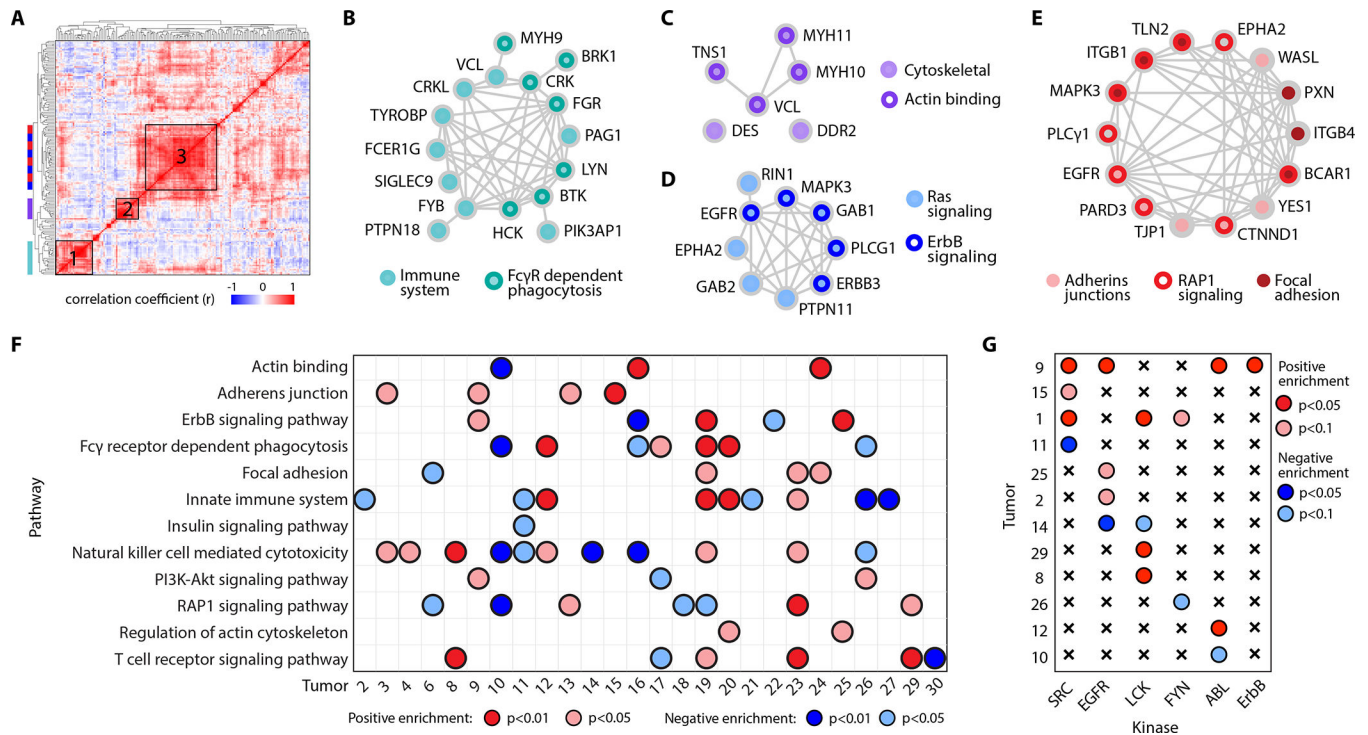 A
1
2
3
correlation coefficient (r)
-1
0
1
B
MYH9
BRK1
VCL
CRK
CRKL
FGR
TYROBP
PAG1
FCER1G
LYN
SIGLEC9
BTK
FYB
PTPN18
HCK
PIK3AP1
Immune
system
FcγR dependent
phagocytosis
C
MYH11
TNS1
MYH10
VCL
DES
DDR2
Cytoskeletal
Actin binding
D
RIN1
MAPK3
EGFR
GAB1
EPHA2
PLCG1
GAB2
ERBB3
PTPN11
Ras
signaling
ErbB
signaling
E
TLN2
EPHA2
ITGB1
WASL
MAPK3
PXN
PLCγ1
ITGB4
EGFR
BCAR1
PARD3
YES1
TJP1
CTNND1
Adherins
junctions
RAP1
signaling
Focal
adhesion
F
Pathway
Actin binding
Adherens junction
ErbB signaling pathway
Fcγ receptor dependent phagocytosis
Focal adhesion
Innate immune system
Insulin signaling pathway
Natural killer cell mediated cytotoxicity
PI3K-Akt signaling pathway
RAP1 signaling pathway
Regulation of actin cytoskeleton
T cell receptor signaling pathway
Tumor 2 3 4 6 8 9 10 11 12 13 14 15 16 17 18 19 20 21 22 23 24 25 26 27 29 30
Positive enrichment: p<0.01 p<0.05 Negative enrichment: p<0.01 p<0.05
G
Tumor
9
15
1
11
25
2
14
29
8
26
12
10
SRC EGFR LCK FYN ABL ErbB
Kinase
Positive
enrichment
p<0.05
p<0.1
Negative
enrichment
p<0.05
p<0.1